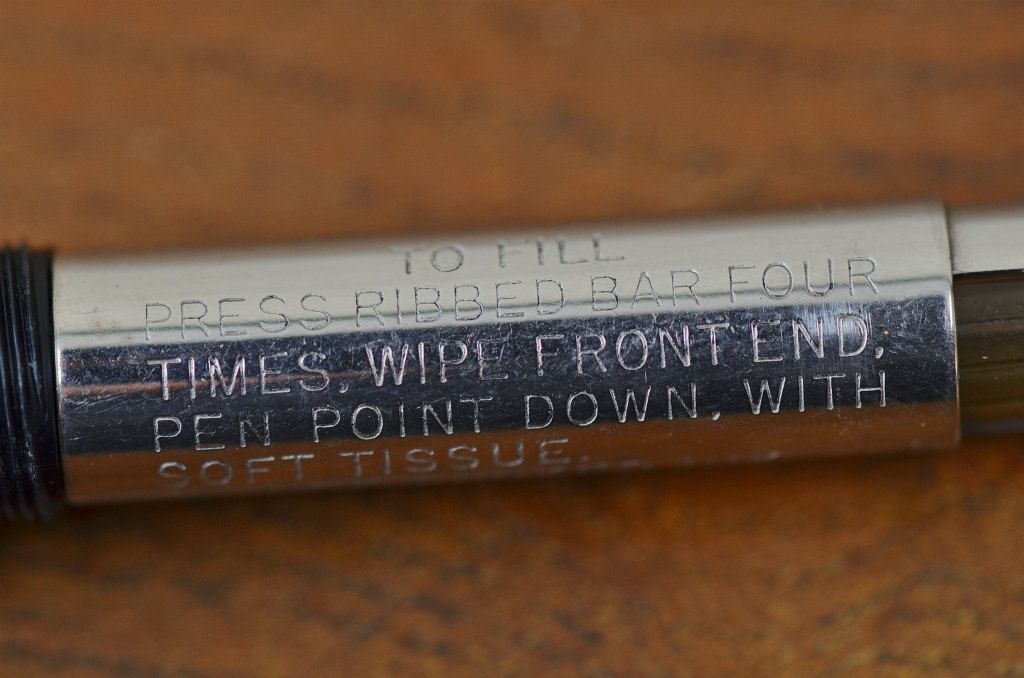 TO FILL
PRESS RIBBED BAR FOUR
TIMES, WIPE FRONT END,
PEN POINT DOWN, WITH
SOFT TISSUE.